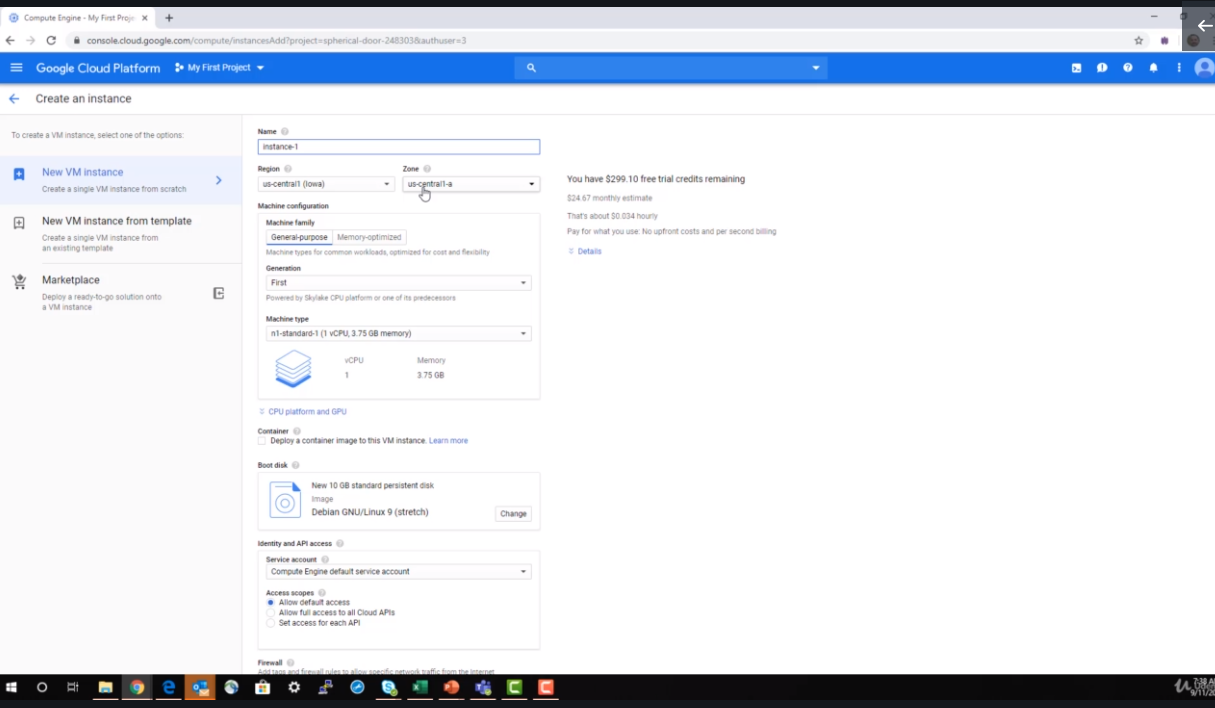 Compute Engine - My First Proje
console.cloud.google.com/compute/instancesAdd?project=spherical-door-248303&authuser=3
Google Cloud Platform
My First Project
Create an instance
To create a VM instance, select one of the options:
New VM instance
Create a single VM instance from scratch
New VM instance from template
Create a single VM instance from
an existing template
Marketplace
Deploy a ready-to-go solution onto
a VM instance
Name
instance-1
Region
Zone
us-central1 (Iowa)
us-central1-a
Machine configuration
Machine family
General-purpose
Memory-optimized
Machine types for common workloads, optimized for cost and flexibility
Generation
First
Powered by Skylake CPU platform or one of its predecessors
Machine type
n1-standard-1 (1 vCPU, 3.75 GB memory)
vCPU
Memory
1
3.75 GB
CPU platform and GPU
Container
Deploy a container image to this VM instance. Learn more
Boot disk
New 10 GB standard persistent disk
Image
Debian GNU/Linux 9 (stretch)
Change
Identity and API access
Service account
Compute Engine default service account
Access scopes
Allow default access
Allow full access to all Cloud APIs
Set access for each API
Firewall
Add tags and firewall rules to allow specific network traffic from the Internet
You have $299.10 free trial credits remaining
$24.67 monthly estimate
That's about $0.034 hourly
Pay for what you use: No upfront costs and per second billing
Details